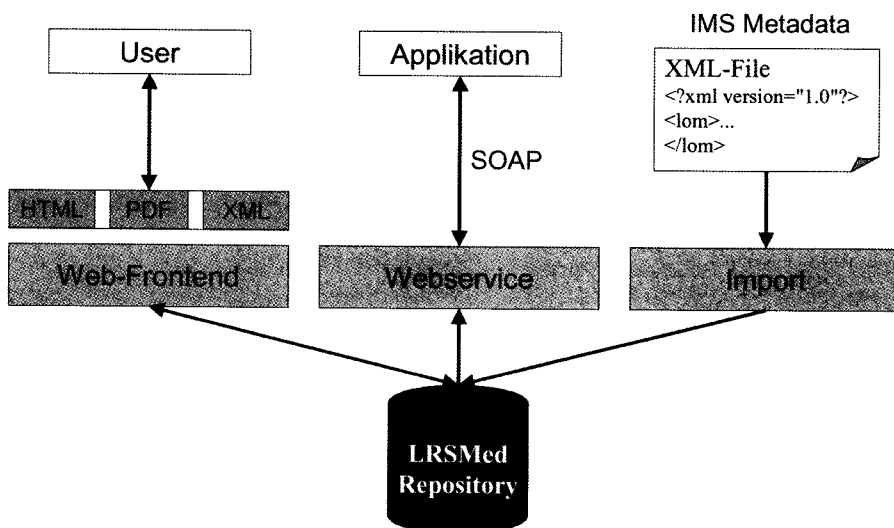 User
Applikation
IMS Metadata
XML-File
<?xml version="1.0"?>
<lom>...
</lom>
SOAP
HTML
PDF
XML
Web-Frontend
Webservice
Import
LRSMed
Repository